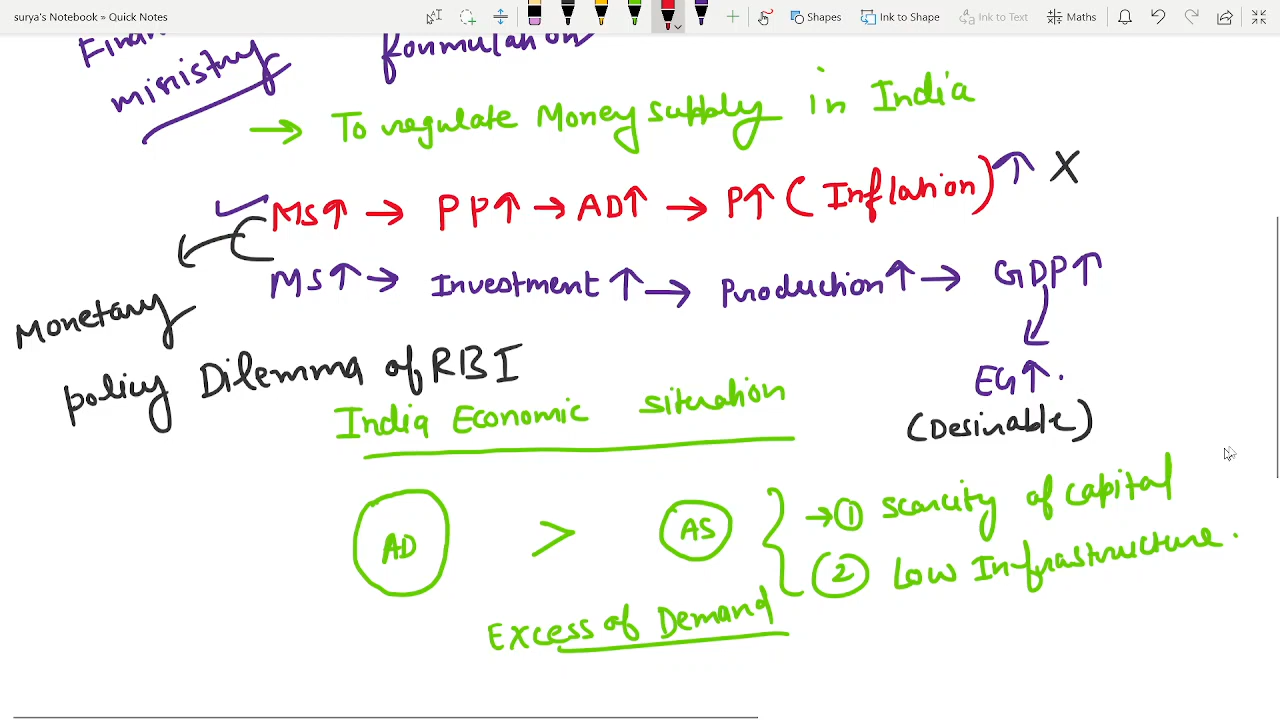 surya's Notebook » Quick Notes
Shapes Ink to Shape Ink to Text Maths
Finan
ministry
formulation
→ To regulate Money supply in India
MS↑ → PP↑ → AD↑ → P↑ (Inflation)↑ X
MS↑ → Investment ↑ → Production↑ → GDP↑
EG↑.
(Desirable)
Monetary
policy Dilemma of RBI
India Economic situation
AD > AS
→ ① Scarcity of capital
② Low Infrastructure.
Excess of Demand